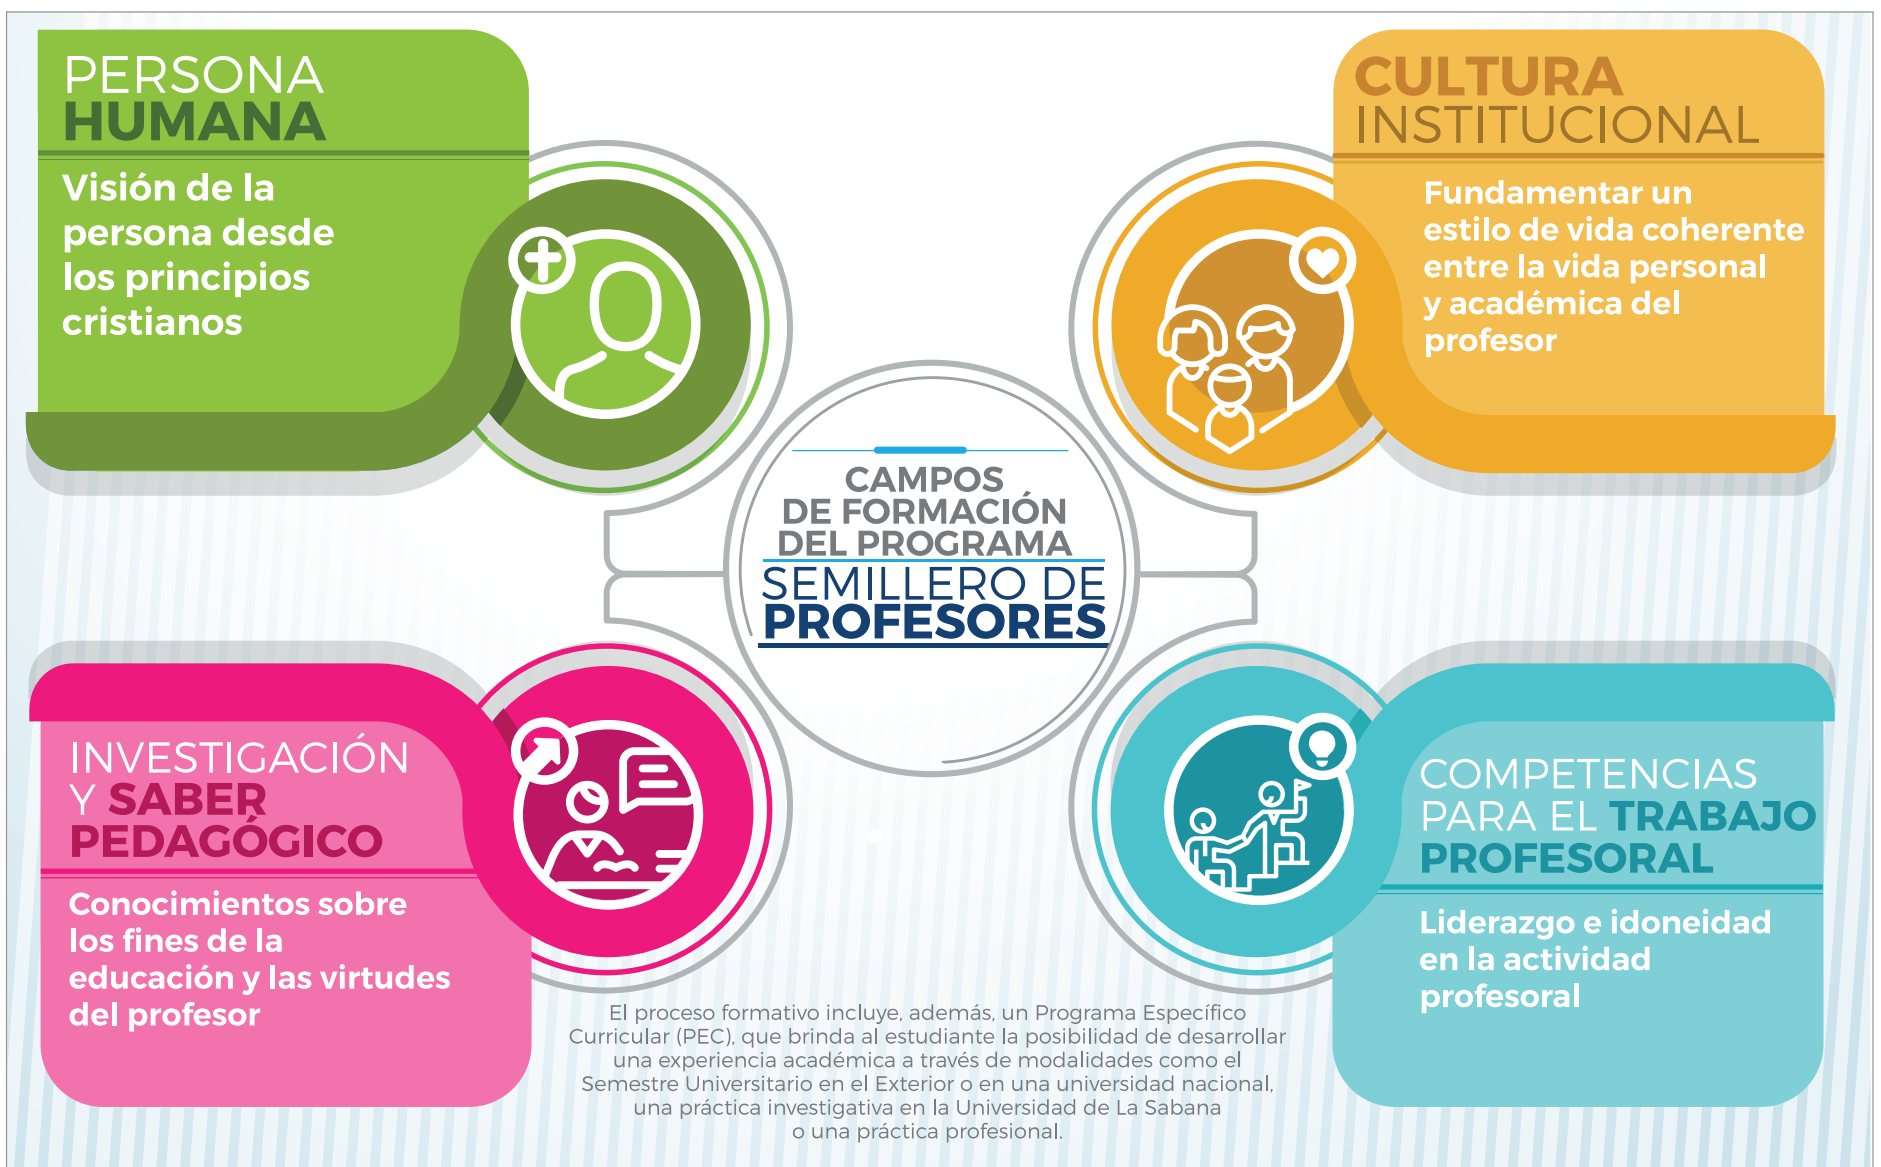 PERSONA
HUMANA
Visión de la
persona desde
los principios
cristianos
CULTURA
INSTITUCIONAL
Fundamentar un
estilo de vida coherente
entre la vida personal
y académica del
profesor
CAMPOS
DE FORMACIÓN
DEL PROGRAMA
SEMILLERO DE
PROFESORES
INVESTIGACIÓN
Y SABER
PEDAGÓGICO
Conocimientos sobre
los fines de la
educación y las virtudes
del profesor
COMPETENCIAS
PARA EL TRABAJO
PROFESORAL
Liderazgo e idoneidad
en la actividad
profesoral
El proceso formativo incluye, además, un Programa Específico
Curricular (PEC), que brinda al estudiante la posibilidad de desarrollar
una experiencia académica a través de modalidades como el
Semestre Universitario en el Exterior o en una universidad nacional,
una práctica investigativa en la Universidad de La Sabana
o una práctica profesional.